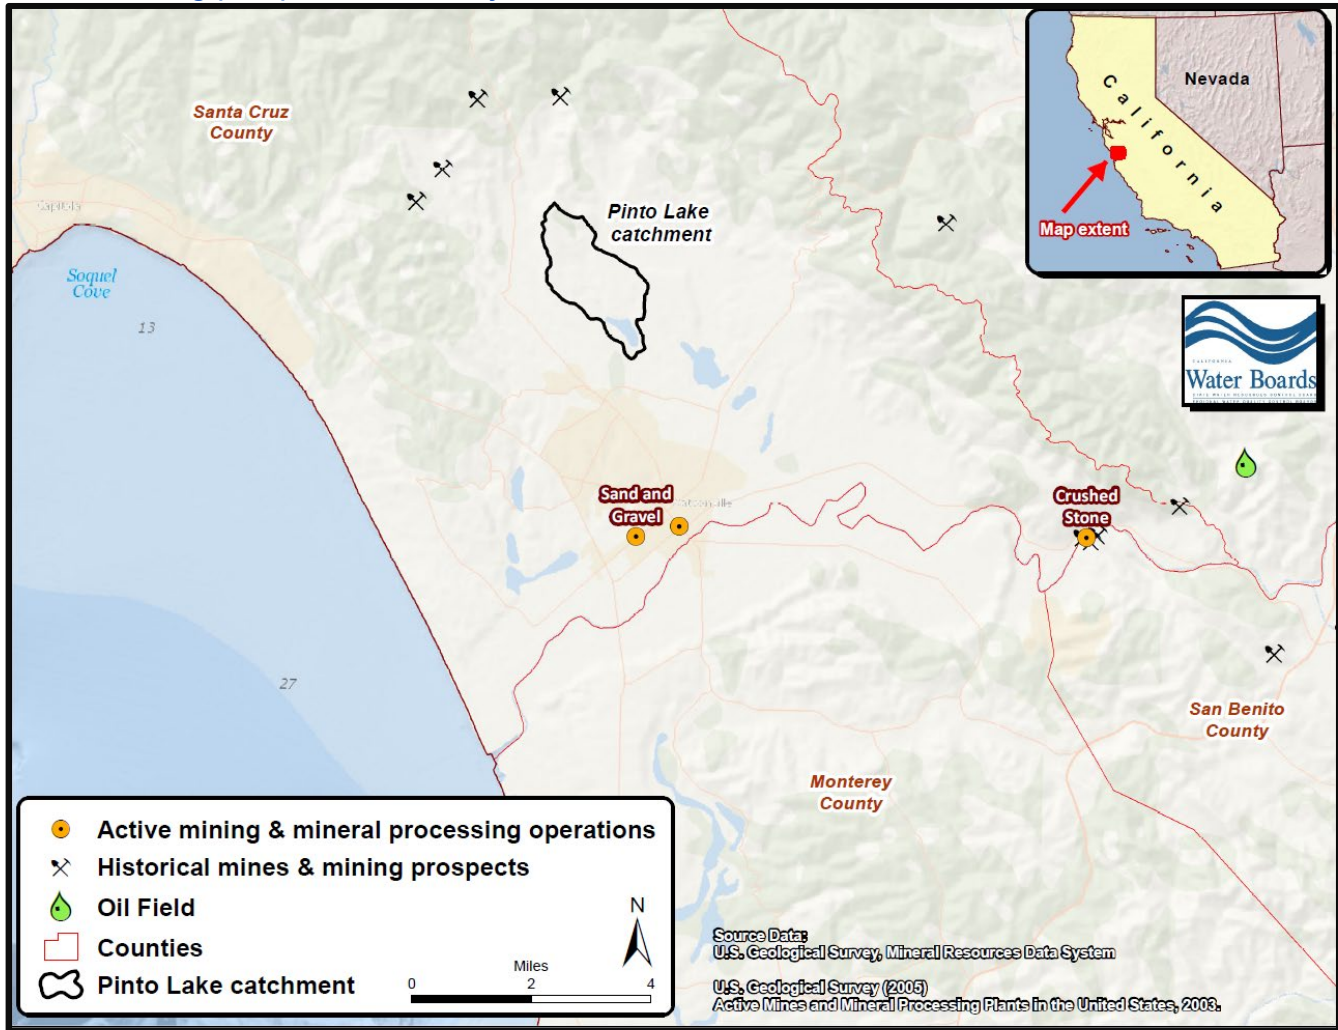 Santa Cruz
County
Capitola
Soquel
Cove
13
27
Pinto Lake
catchment
Sand and
Gravel
Crushed
Stone
San Benito
County
Monterey
County
California
Nevada
Map extent
CALIFORNIA
Water Boards
Active mining & mineral processing operations
Historical mines & mining prospects
Oil Field
Counties
Pinto Lake catchment
N
Miles
0 2 4
Source Data:
U.S. Geological Survey, Mineral Resources Data System
U.S. Geological Survey (2005)
Active Mines and Mineral Processing Plants in the United States, 2003.